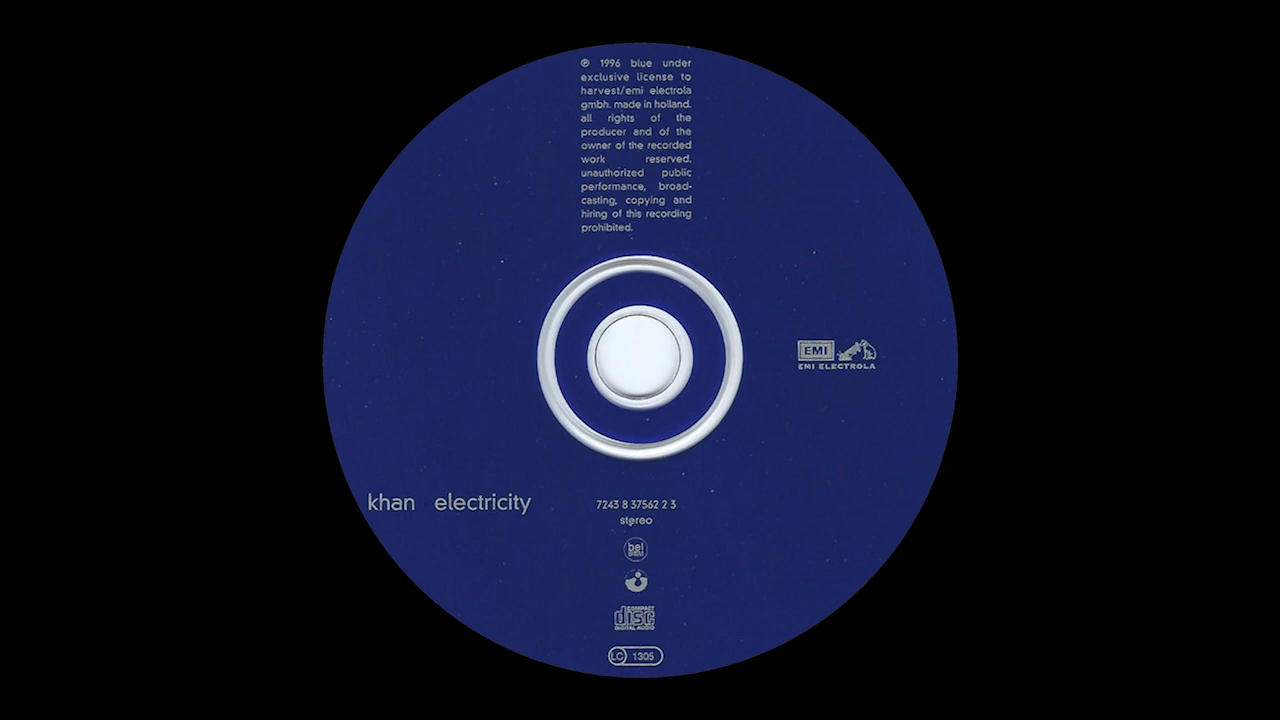 ℗ 1996 blue under
exclusive license to
harvest/emi electrola
gmbh. made in holland.
all rights of the
producer and of the
owner of the recorded
work reserved.
unauthorized public
performance, broad-
casting, copying and
hiring of this recording
prohibited.
EMI
EMI ELECTROLA
khan electricity
7243 8 37562 2 3
stereo
COMPACT
disc
DIGITAL AUDIO
LC 1305